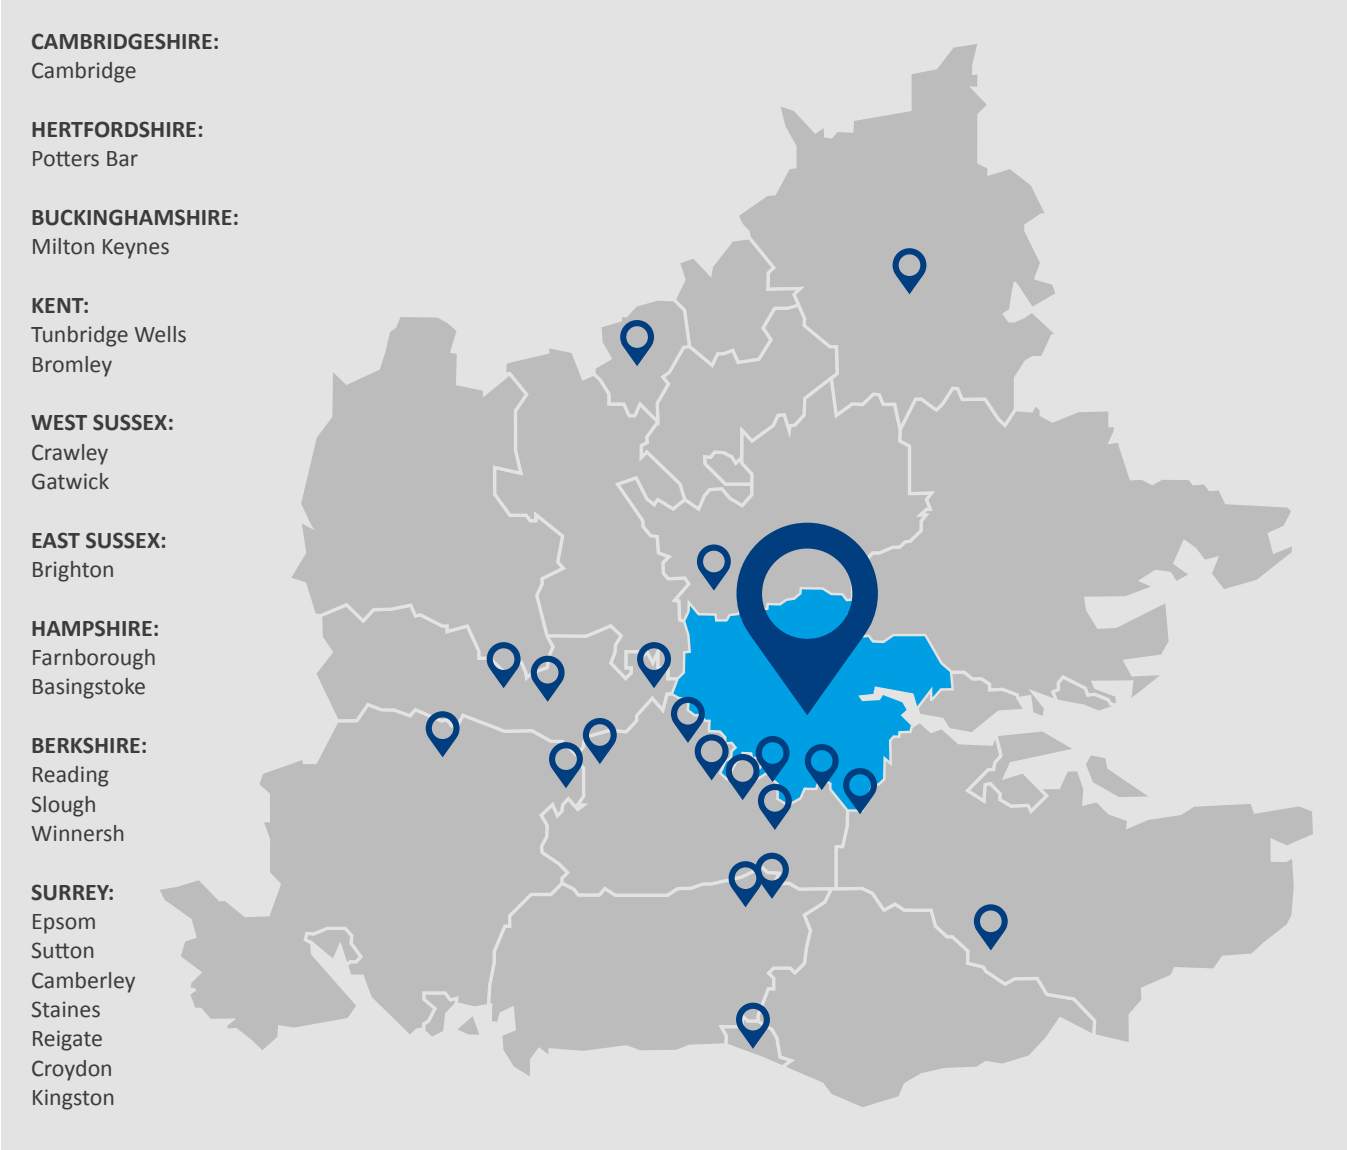 CAMBRIDGESHIRE:
Cambridge
HERTFORDSHIRE:
Potters Bar
BUCKINGHAMSHIRE:
Milton Keynes
KENT:
Tunbridge Wells
Bromley
WEST SUSSEX:
Crawley
Gatwick
EAST SUSSEX:
Brighton
HAMPSHIRE:
Farnborough
Basingstoke
BERKSHIRE:
Reading
Slough
Winnersh
SURREY:
Epsom
Sutton
Camberley
Staines
Reigate
Croydon
Kingston